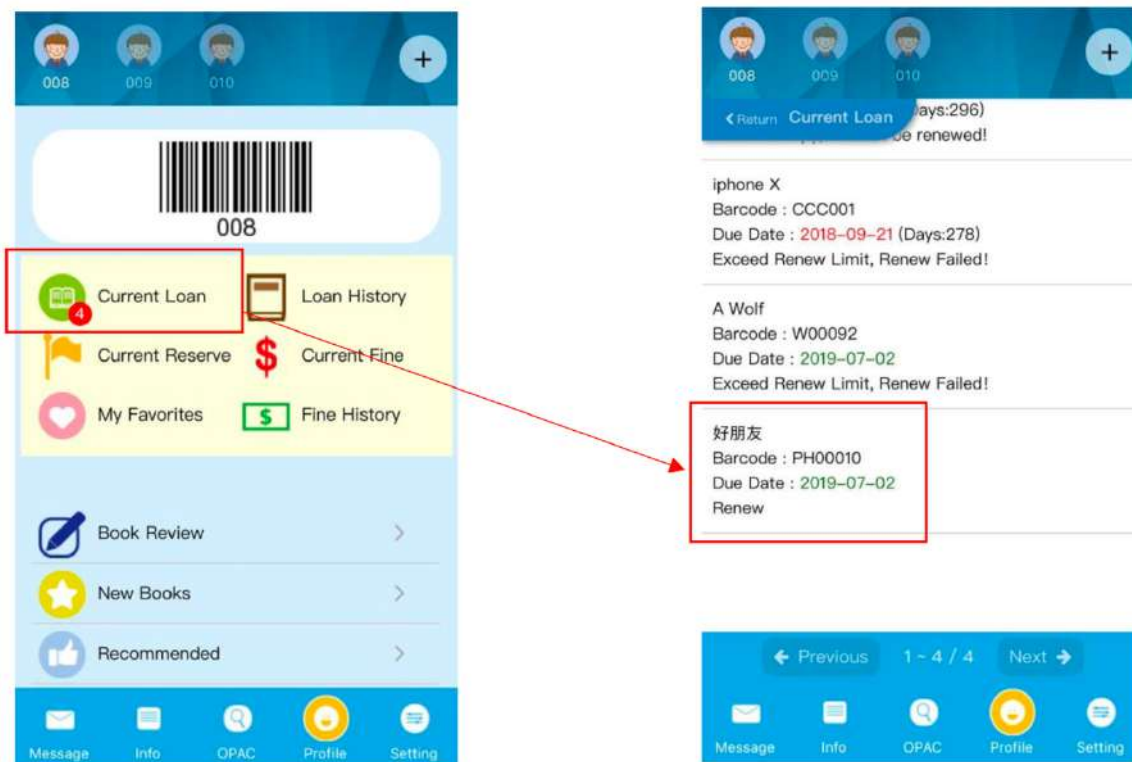 008
009
010
+
008
4
Current Loan
Loan History
Current Reserve
$
Current Fine
My Favorites
$
Fine History
Book Review
New Books
Recommended
Message
Info
OPAC
Profile
Setting
008
009
010
+
Return Current Loan
ays:296)
be renewed!
iphone X
Barcode : CCC001
Due Date : 2018-09-21 (Days:278)
Exceed Renew Limit, Renew Failed!
A Wolf
Barcode : W00092
Due Date : 2019-07-02
Exceed Renew Limit, Renew Failed!
好朋友
Barcode : PH00010
Due Date : 2019-07-02
Renew
Previous 1 ~ 4 / 4 Next
Message
Info
OPAC
Profile
Setting